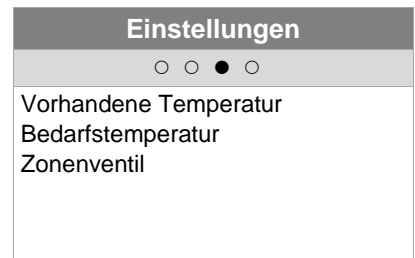 Einstellungen
○ ○ ● ○
Vorhandene Temperatur
Bedarfstemperatur
Zonenventil